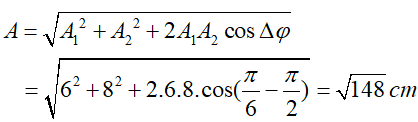 A = √(A₁² + A₂² + 2A₁A₂ cos Δφ)
= √(6² + 8² + 2.6.8.cos(π/6 − π/2)) = √148 cm